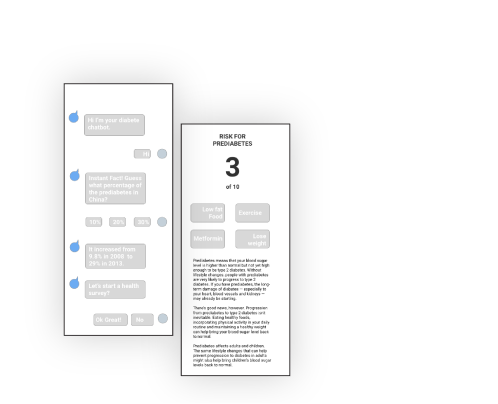 Hi I'm your diabete
chatbot.
Hi
Instant Fact! Guess
what percentage of
the prediabetes in
China?
10%
20%
30%
It increased from
9.8% in 2008 to
29% in 2013.
Let's start a health
survey?
Ok Great!
No
RISK FOR
PREDIABETES
3
of 10
Low fat
Food
Exercise
Metformin
Lose
weight
Prediabetes means that your blood sugar
level is higher than normal but not yet high
enough to be type 2 diabetes. Without
lifestyle changes, people with prediabetes
are very likely to progress to type 2
diabetes. If you have prediabetes, the long-
term damage of diabetes — especially to
your heart, blood vessels and kidneys —
may already be starting.
There's good news, however. Progression
from prediabetes to type 2 diabetes isn't
inevitable. Eating healthy foods,
incorporating physical activity in your daily
routine and maintaining a healthy weight
can help bring your blood sugar level back
to normal.
Prediabetes affects adults and children.
The same lifestyle changes that can help
prevent progression to diabetes in adults
might also help bring children's blood sugar
levels back to normal.